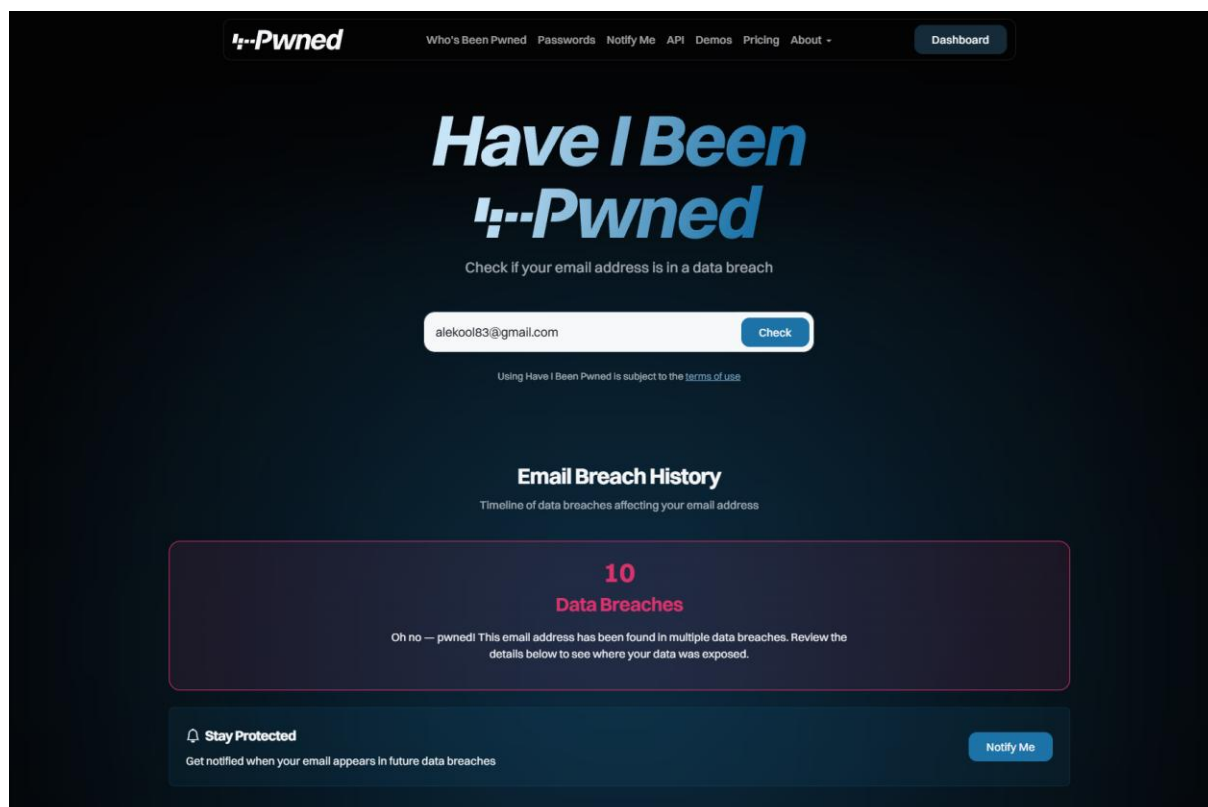 Pwned
Who's Been Pwned Passwords Notify Me API Demos Pricing About
Dashboard
Have I Been
Pwned
Check if your email address is in a data breach
alekool83@gmail.com
Check
Using Have I Been Pwned is subject to the terms of use
Email Breach History
Timeline of data breaches affecting your email address
10
Data Breaches
Oh no — pwned! This email address has been found in multiple data breaches. Review the
details below to see where your data was exposed.
Stay Protected
Get notified when your email appears in future data breaches
Notify Me